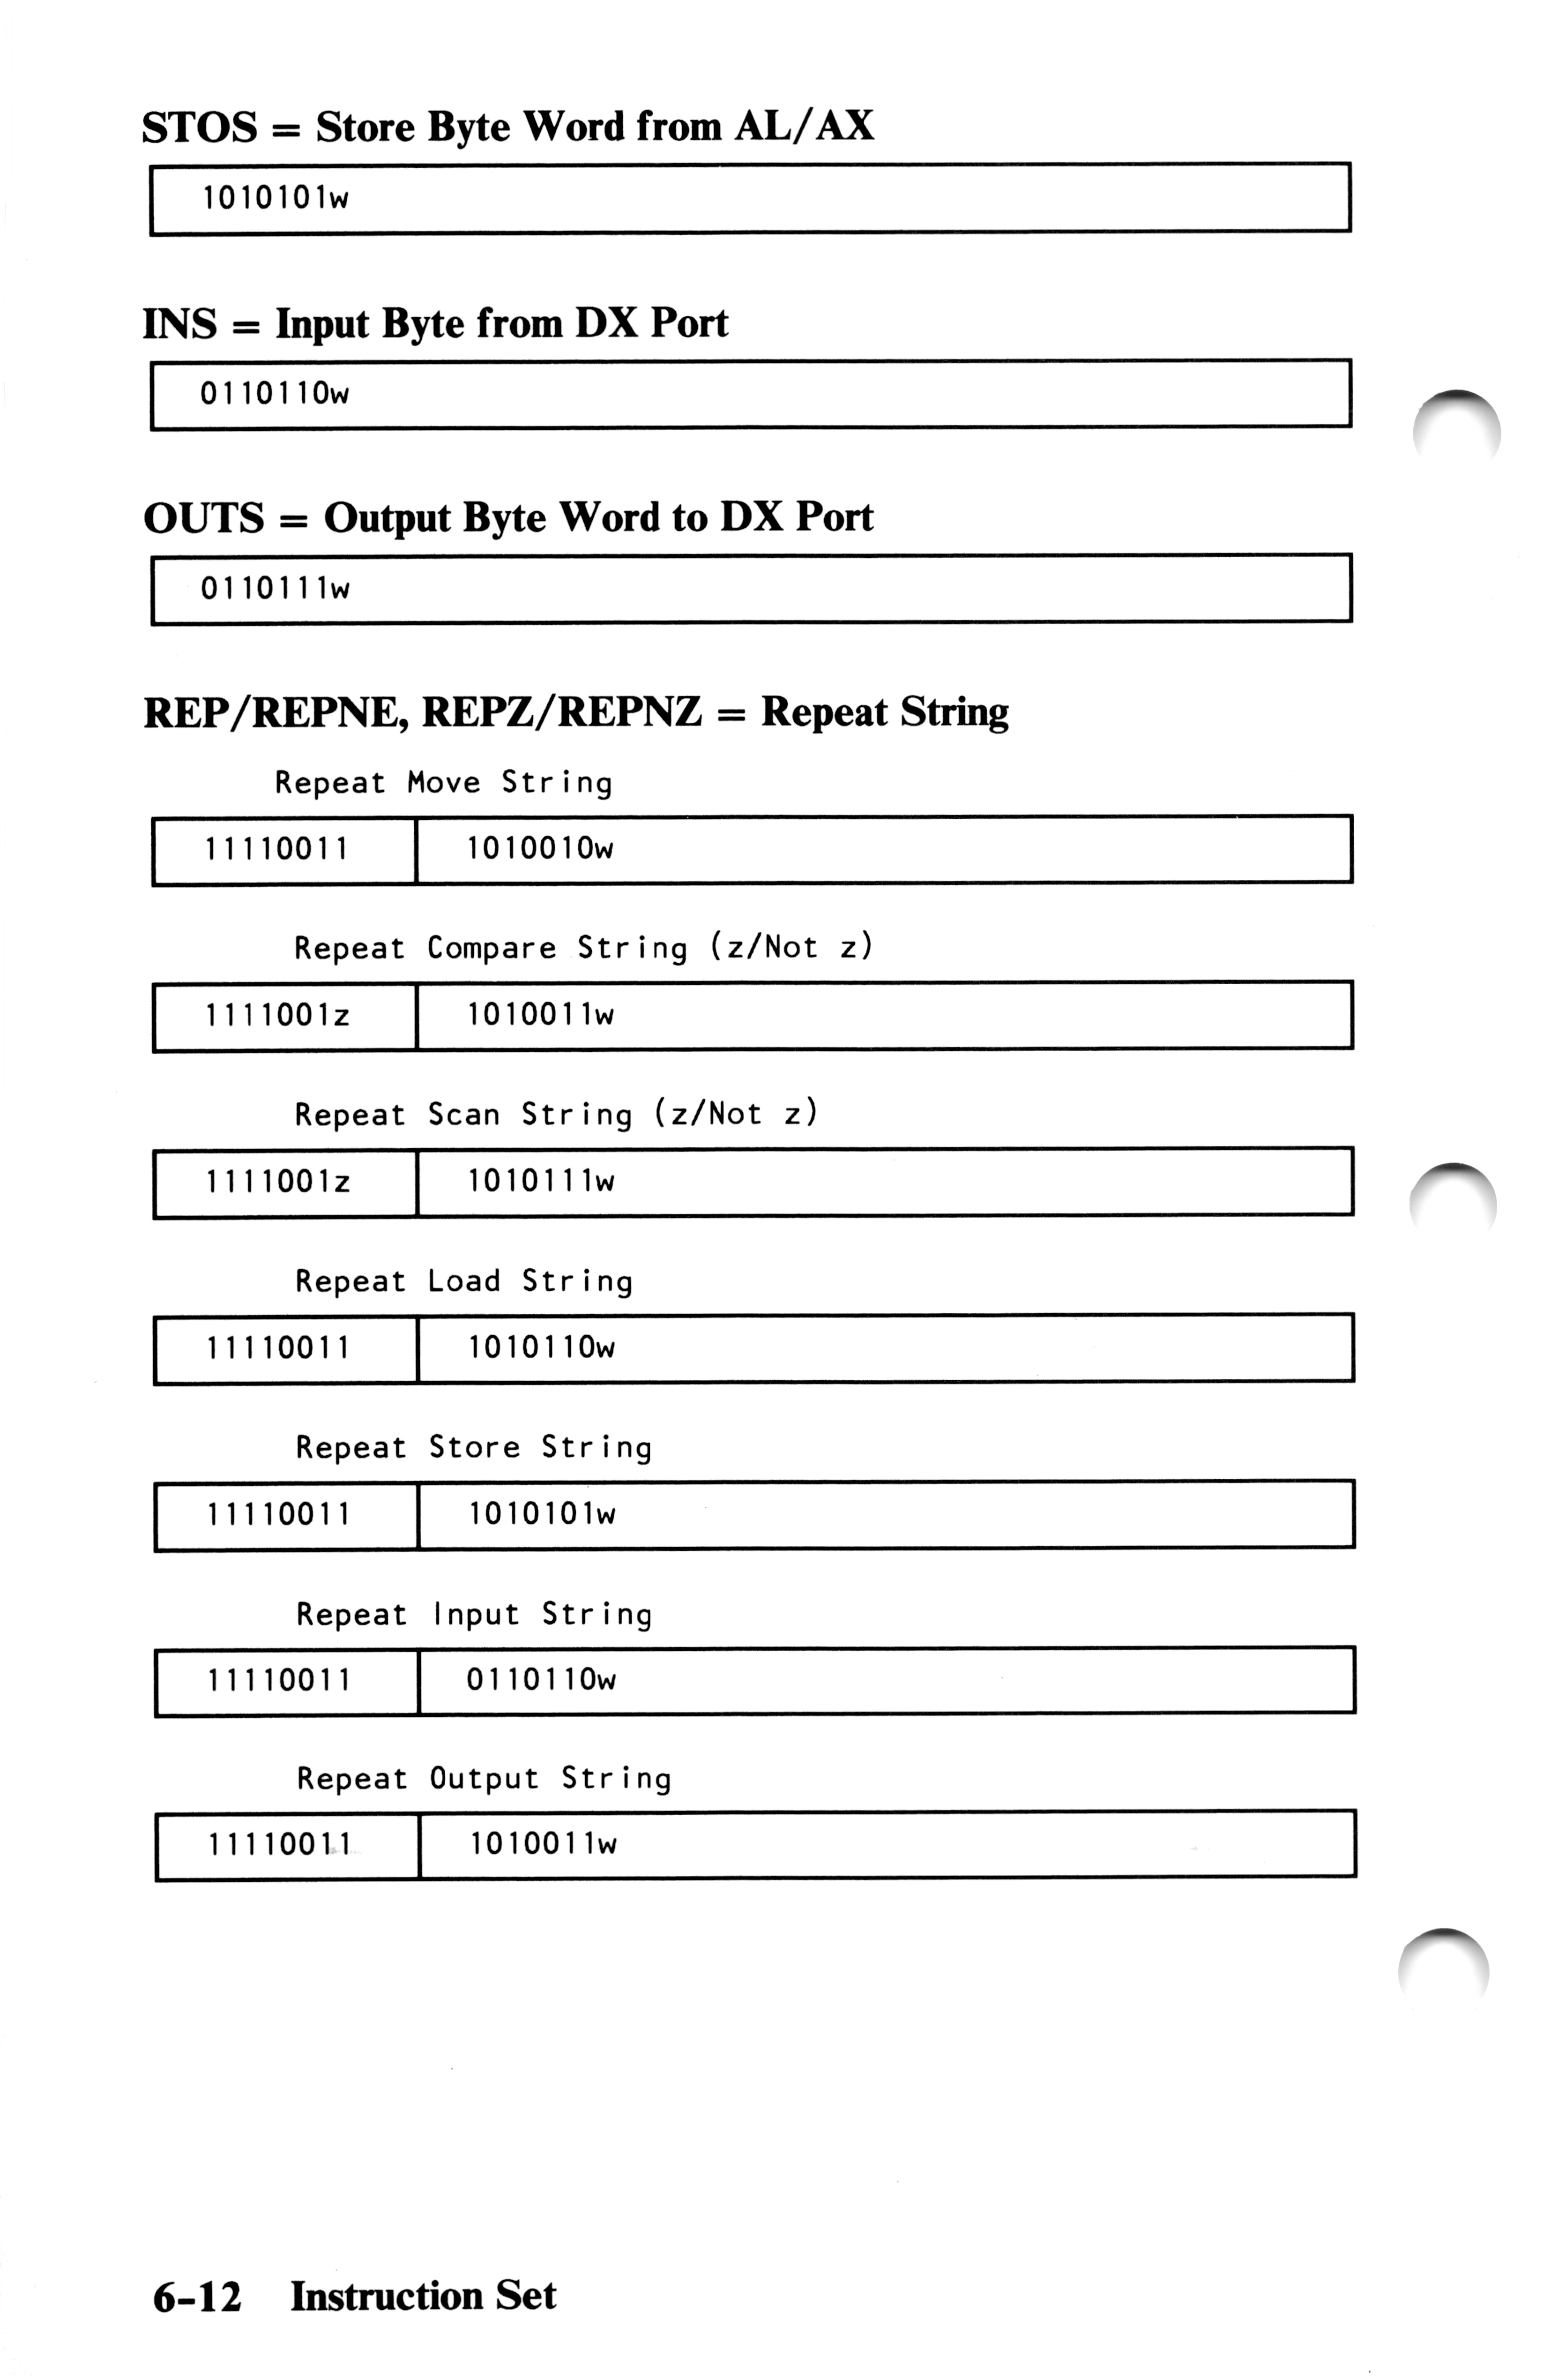 STOS = Store Byte Word from AL/AX
1010101w
INS = Input Byte from DX Port
0110110w
OUTS = Output Byte Word to DX Port
0110111w
REP/REPNE, REPZ/REPNZ = Repeat String
Repeat Move String
11110011 1010010w
Repeat Compare String (z/Not z)
1111001z 1010011w
Repeat Scan String (z/Not z)
1111001z 1010111w
Repeat Load String
11110011 1010110w
Repeat Store String
11110011 1010101w
Repeat Input String
11110011 0110110w
Repeat Output String
11110011 1010011w
6-12 Instruction Set